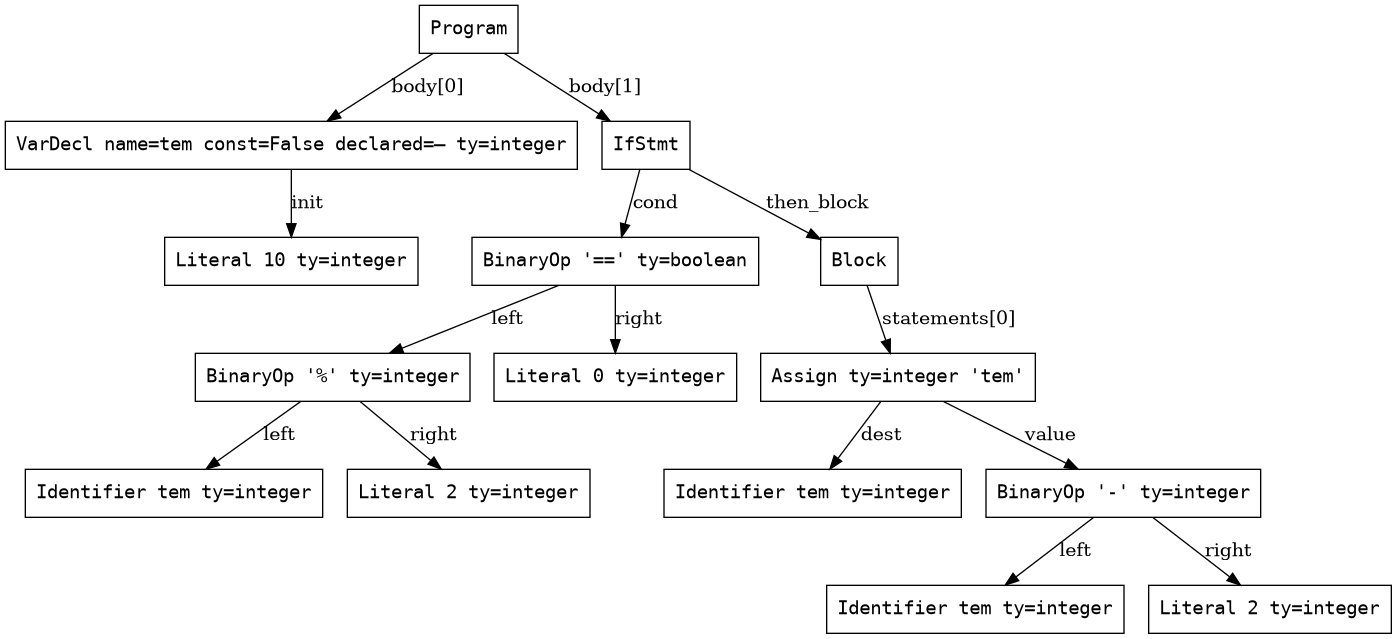 Program
body[0]
body[1]
VarDecl name=tem const=False declared=— ty=integer
IfStmt
init
cond
then_block
Literal 10 ty=integer
BinaryOp '==' ty=boolean
Block
left
right
statements[0]
BinaryOp '%' ty=integer
Literal 0 ty=integer
Assign ty=integer 'tem'
left
right
dest
value
Identifier tem ty=integer
Literal 2 ty=integer
Identifier tem ty=integer
BinaryOp '-' ty=integer
left
right
Identifier tem ty=integer
Literal 2 ty=integer